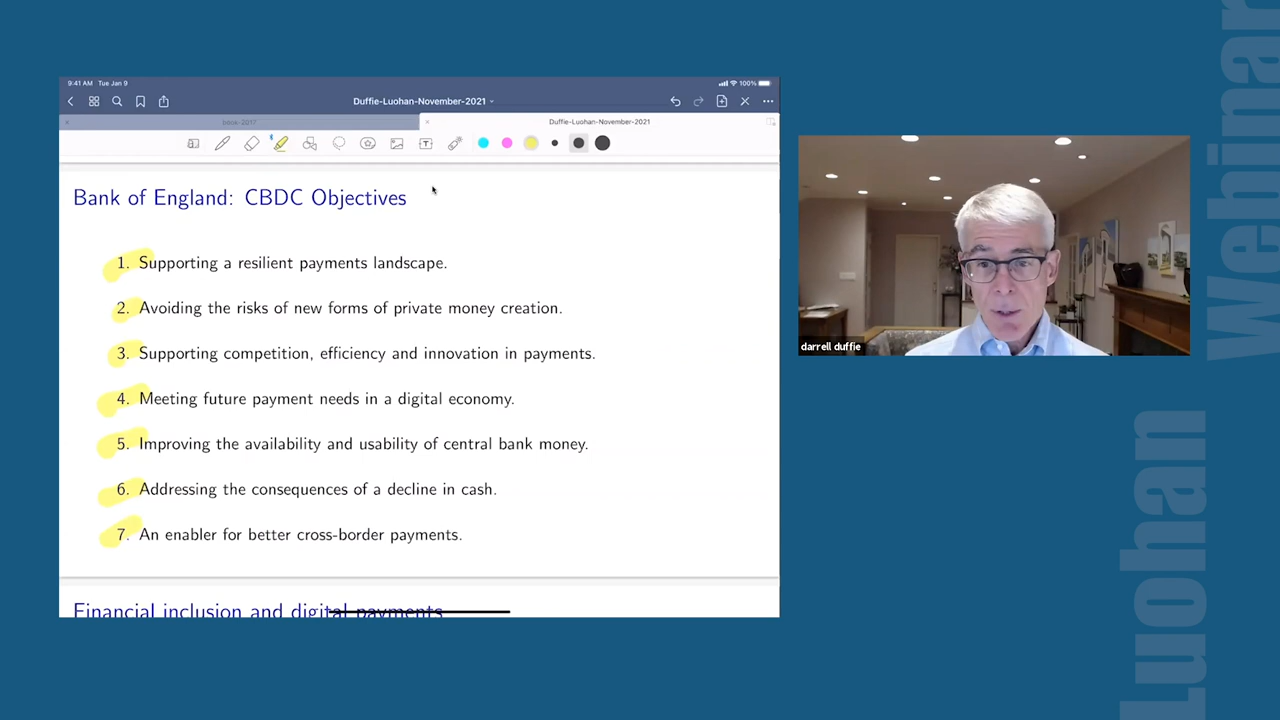 9:41 AM Tue Jan 9
100%
Duffie-Luohan-November-2021
Duffie-Luohan-November-2021
Bank of England: CBDC Objectives
1. Supporting a resilient payments landscape.
2. Avoiding the risks of new forms of private money creation.
3. Supporting competition, efficiency and innovation in payments.
4. Meeting future payment needs in a digital economy.
5. Improving the availability and usability of central bank money.
6. Addressing the consequences of a decline in cash.
7. An enabler for better cross-border payments.
Financial inclusion and digital payments
darrell duffie
Luohan
Webinar